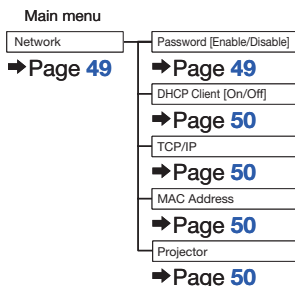 Main menu
Network
➡Page 49
Password [Enable/Disable]
➡Page 49
DHCP Client [On/Off]
➡Page 50
TCP/IP
➡Page 50
MAC Address
➡Page 50
Projector
➡Page 50